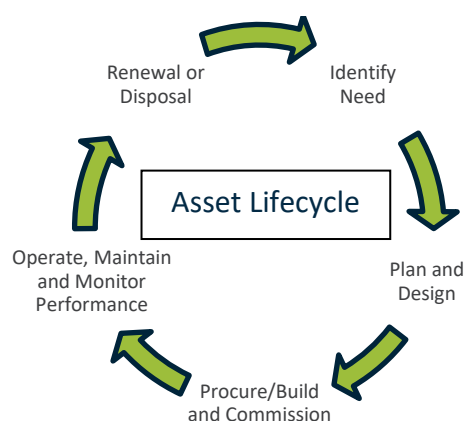 Renewal or
Disposal
Identify
Need
Asset Lifecycle
Operate, Maintain
and Monitor
Performance
Plan and
Design
Procure/Build
and Commission